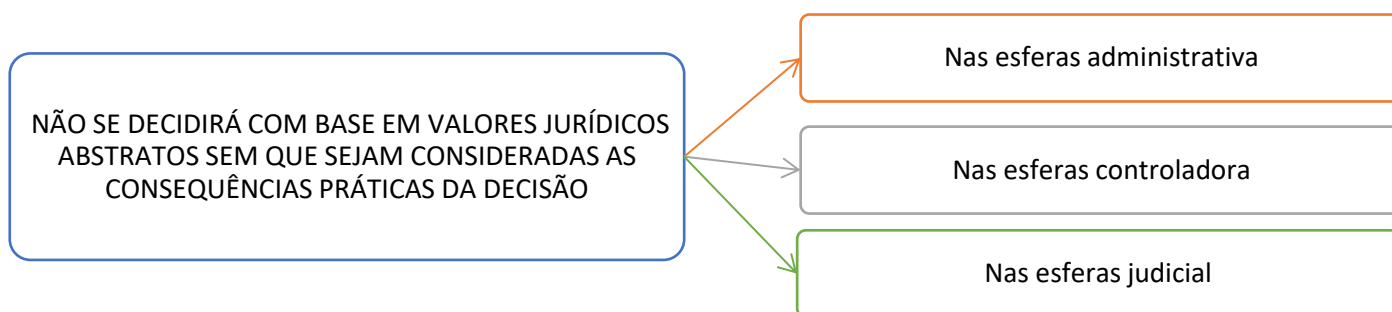 NÃO SE DECIDIRÁ COM BASE EM VALORES JURÍDICOS
ABSTRATOS SEM QUE SEJAM CONSIDERADAS AS
CONSEQUÊNCIAS PRÁTICAS DA DECISÃO
Nas esferas administrativa
Nas esferas controladora
Nas esferas judicial